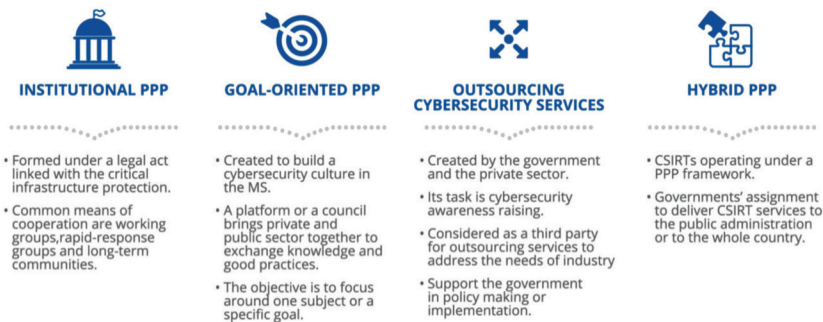 INSTITUTIONAL PPP
• Formed under a legal act
linked with the critical
infrastructure protection.
• Common means of
cooperation are working
groups,rapid-response
groups and long-term
communities.
GOAL-ORIENTED PPP
• Created to build a
cybersecurity culture in
the MS.
• A platform or a council
brings private and
public sector together to
exchange knowledge and
good practices.
• The objective is to focus
around one subject or a
specific goal.
OUTSOURCING
CYBERSECURITY SERVICES
• Created by the government
and the private sector.
• Its task is cybersecurity
awareness raising.
• Considered as a third party
for outsourcing services to
address the needs of industry
• Support the government
in policy making or
implementation.
HYBRID PPP
• CSIRTs operating under a
PPP framework.
• Governments’ assignment
to deliver CSIRT services to
the public administration
or to the whole country.